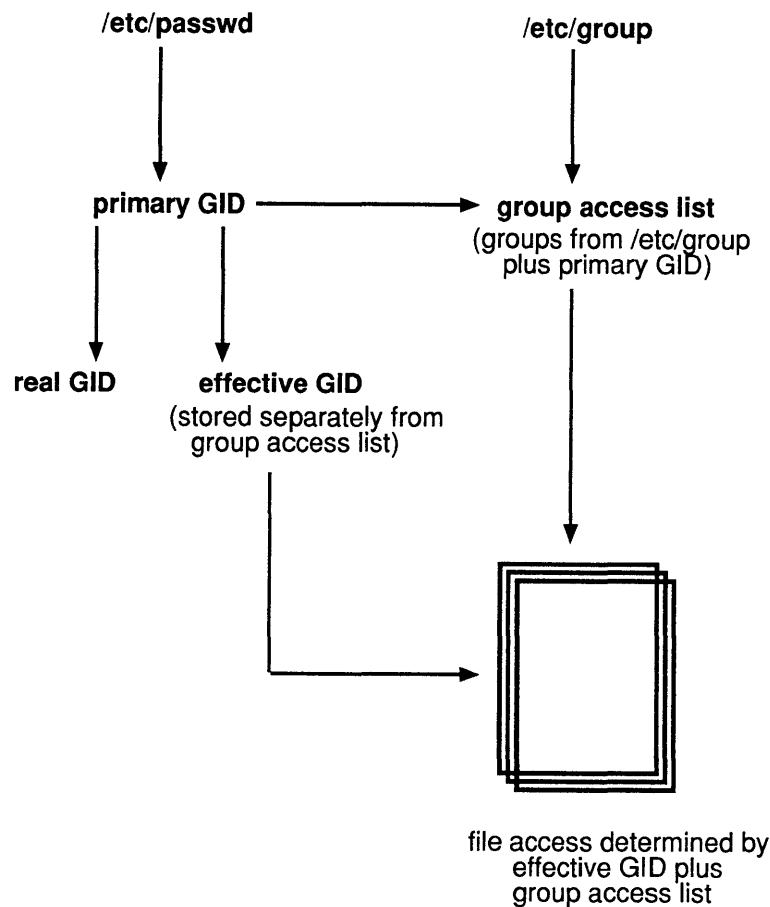 /etc/passwd
/etc/group
primary GID
group access list
(groups from /etc/group
plus primary GID)
real GID
effective GID
(stored separately from
group access list)
file access determined by
effective GID plus
group access list